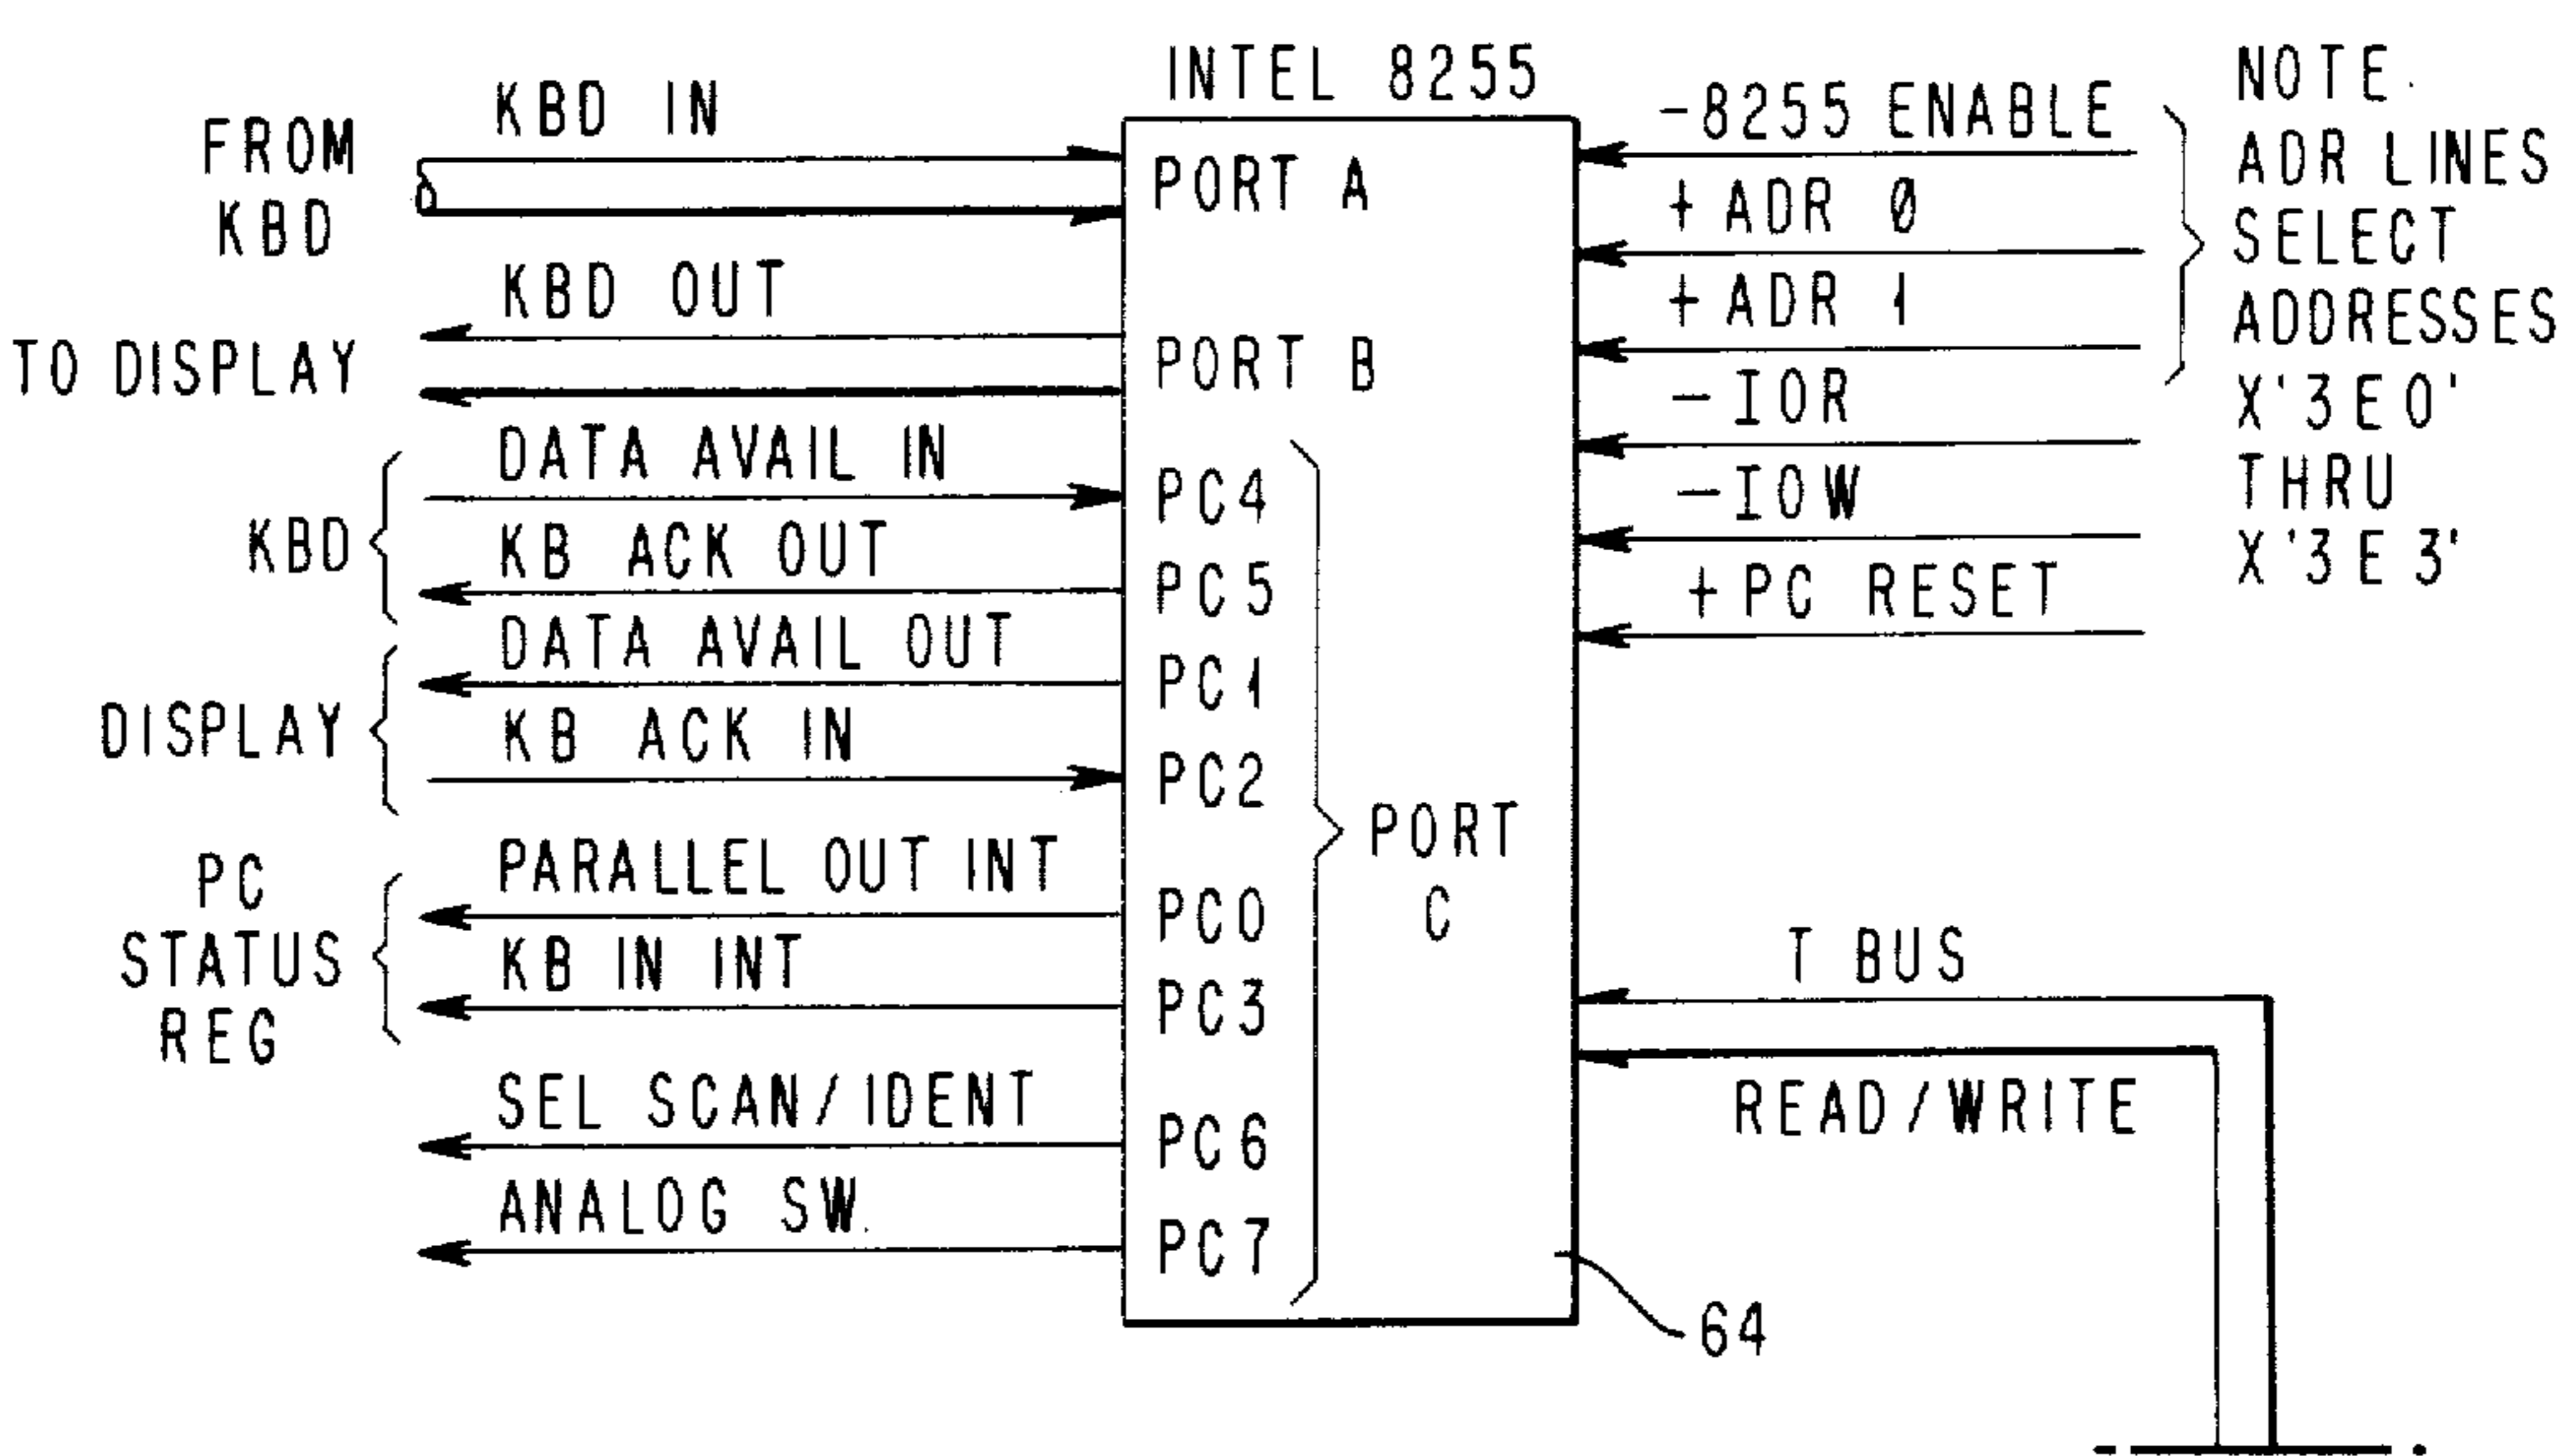 INTEL 8255
FROM
KBD
KBD IN
PORT A
KBD OUT
TO DISPLAY
PORT B
KBD
DATA AVAIL IN
PC4
KB ACK OUT
PC5
DISPLAY
DATA AVAIL OUT
PC1
KB ACK IN
PC2
PC
STATUS
REG
PARALLEL OUT INT
PC0
KB IN INT
PC3
SEL SCAN/IDENT
PC6
ANALOG SW.
PC7
PORT
C
-8255 ENABLE
+ADR 0
+ADR 1
-IOR
-IOW
+PC RESET
NOTE
ADR LINES
SELECT
ADDRESSES
X'3E0'
THRU
X'3E3'
T BUS
READ/WRITE
64